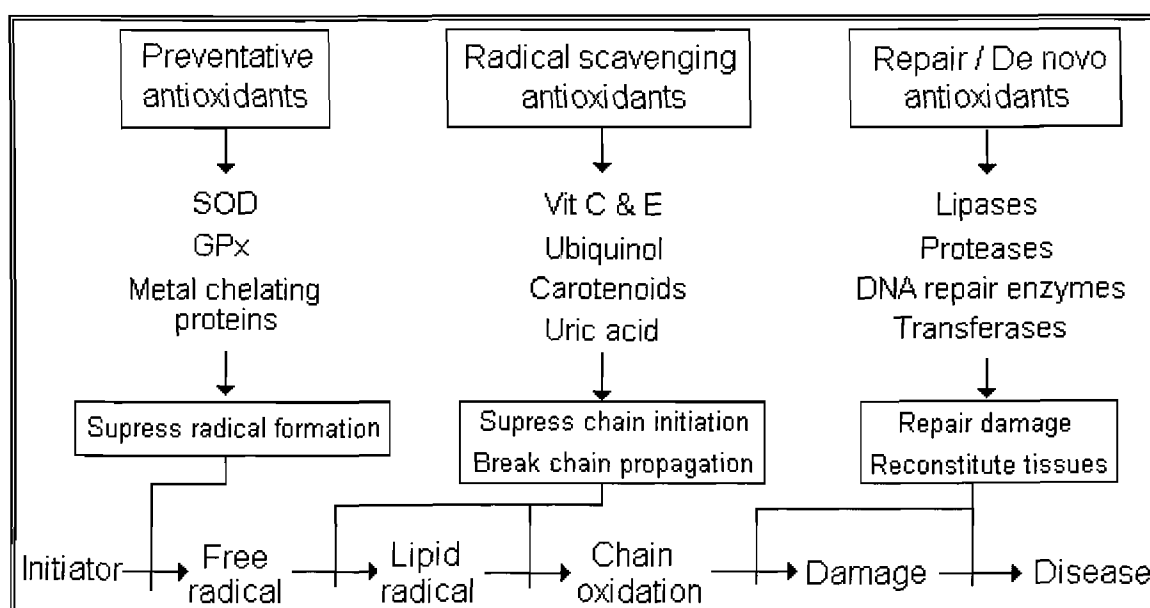 Preventative
antioxidants
SOD
GPx
Metal chelating
proteins
Supress radical formation
Radical scavenging
antioxidants
Vit C & E
Ubiquinol
Carotenoids
Uric acid
Supress chain initiation
Break chain propagation
Repair / De novo
antioxidants
Lipases
Proteases
DNA repair enzymes
Transferases
Repair damage
Reconstitute tissues
Initiator
Free
radical
Lipid
radical
Chain
oxidation
Damage
Disease